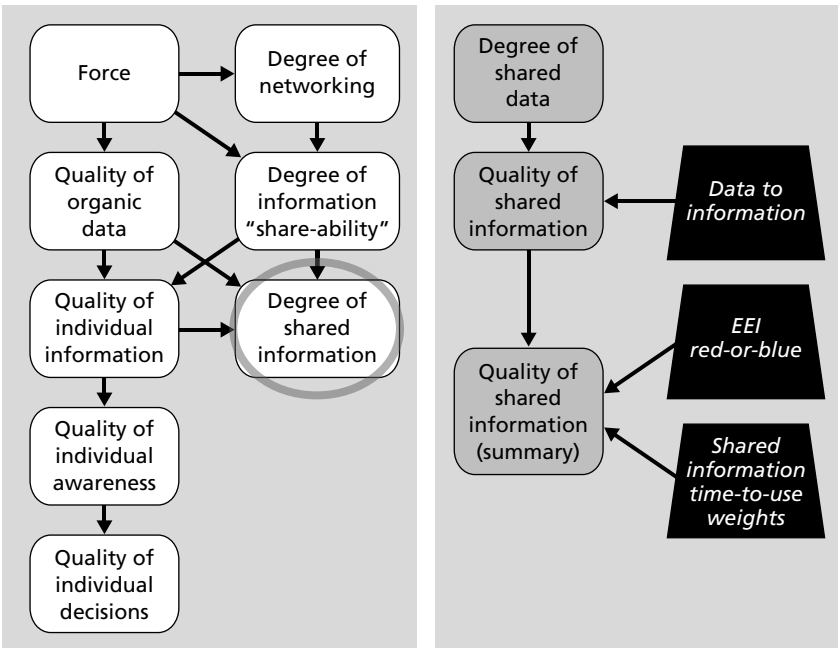 Force
Degree of
networking
Quality of
organic
data
Degree of
information
“share-ability”
Quality of
individual
information
Degree of
shared
information
Quality of
individual
awareness
Quality of
individual
decisions
Degree of
shared
data
Quality of
shared
information
Data to
information
EEI
red-or-blue
Quality of
shared
information
(summary)
Shared
information
time-to-use
weights